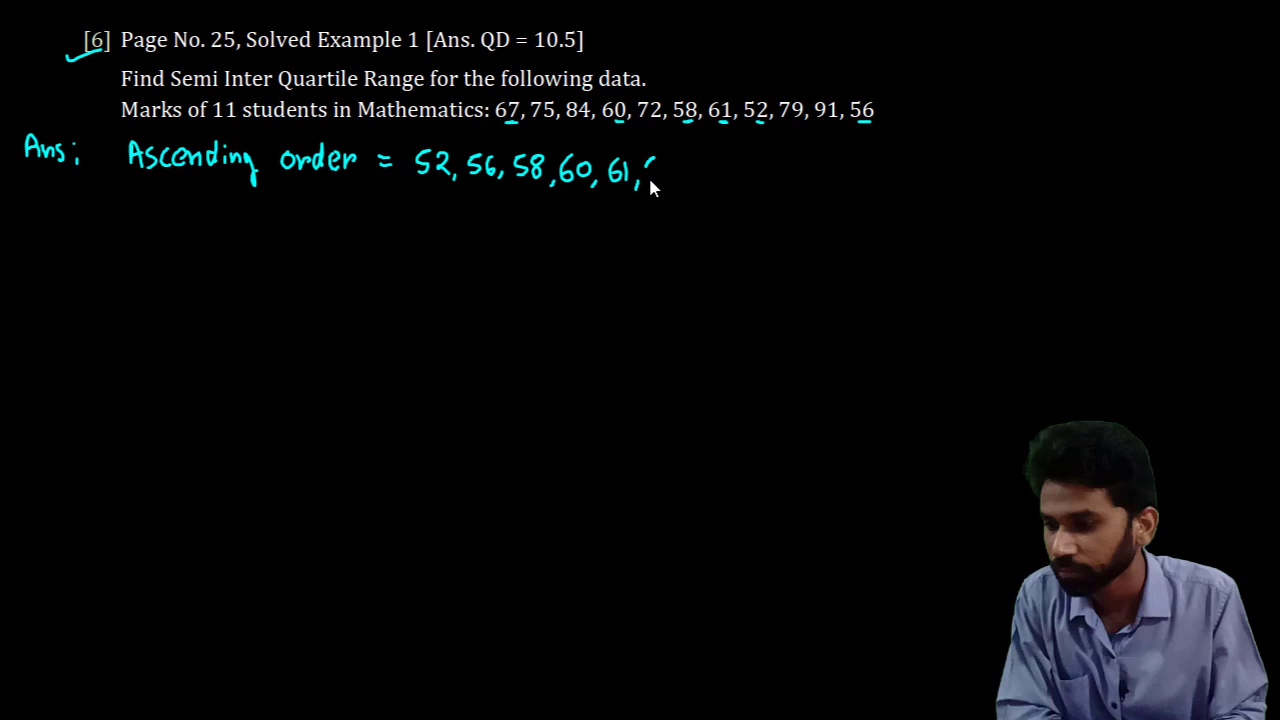 [6] Page No. 25, Solved Example 1 [Ans. QD = 10.5]
Find Semi Inter Quartile Range for the following data.
Marks of 11 students in Mathematics: 67, 75, 84, 60, 72, 58, 61, 52, 79, 91, 56
Ans: Ascending order = 52, 56, 58, 60, 61,